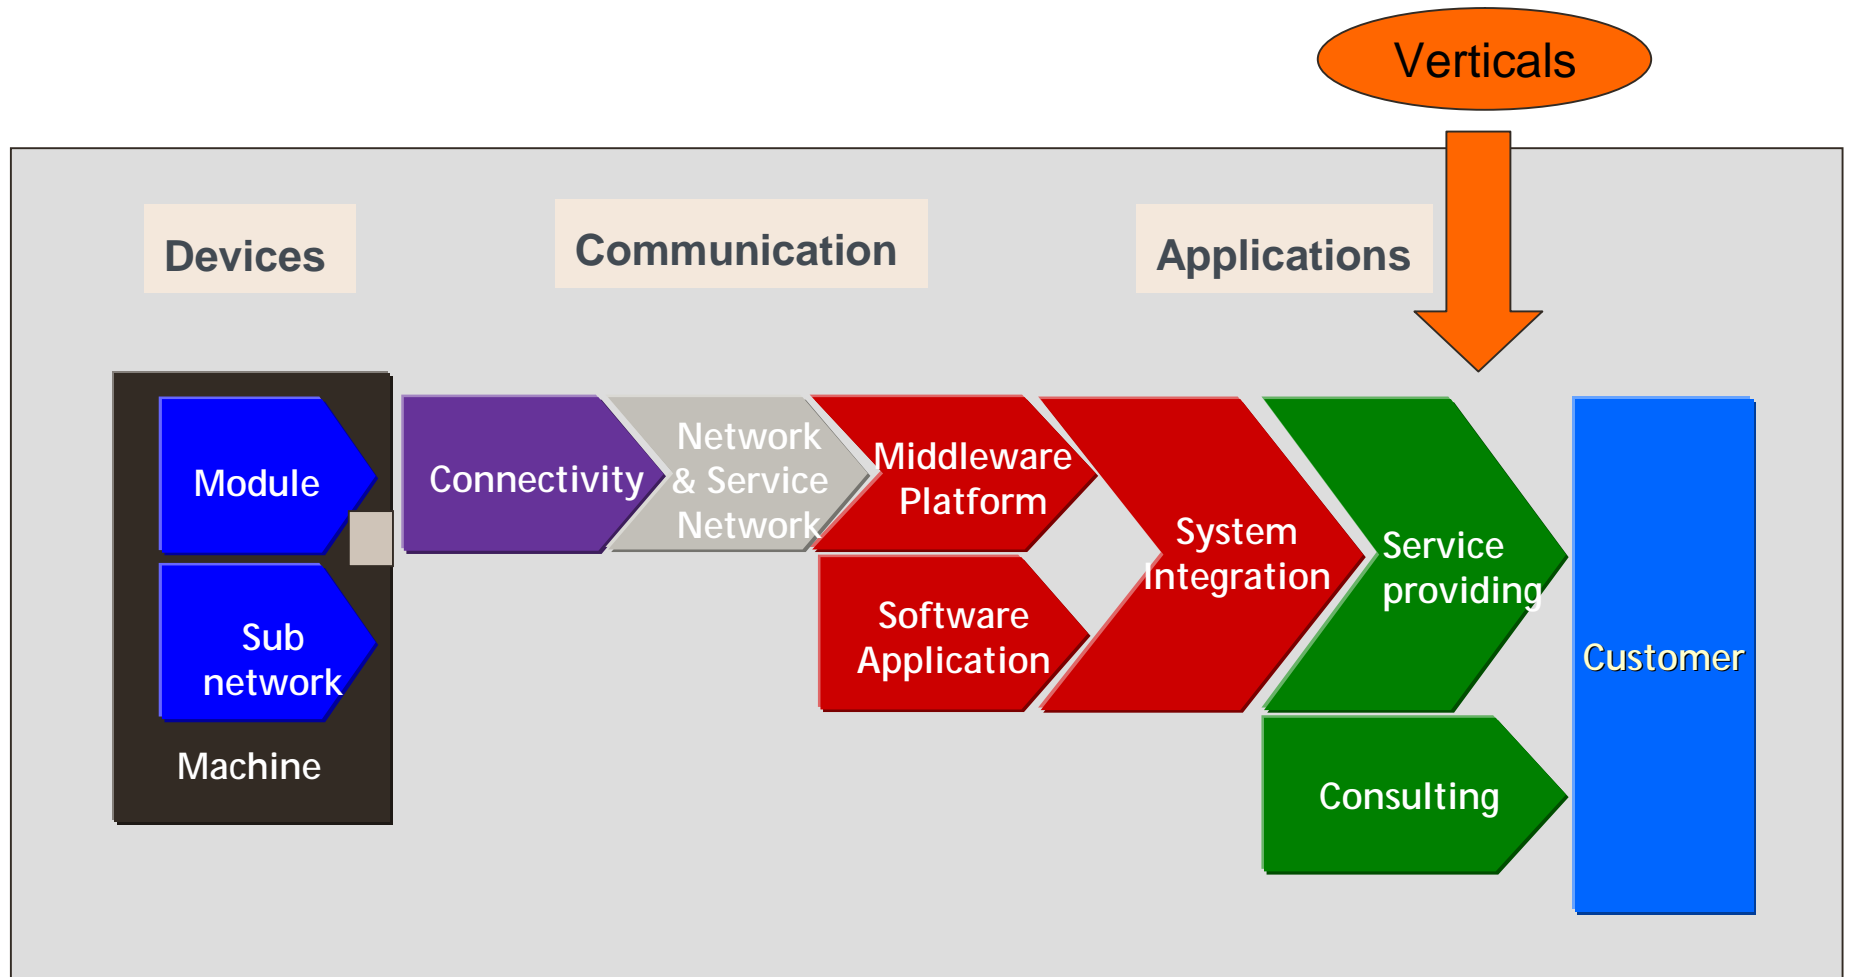 Verticals
Devices
Communication
Applications
Module
Sub
network
Machine
Connectivity
Network
& Service
Network
Middleware
Platform
Software
Application
System
Integration
Service
providing
Consulting
Customer